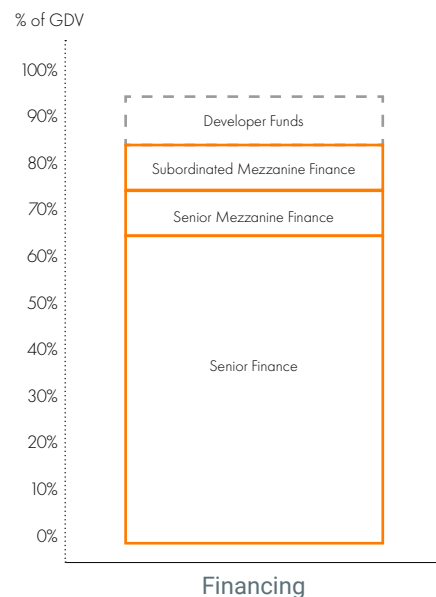 % of GDV
100%
90%
Developer Funds
80%
Subordinated Mezzanine Finance
70%
Senior Mezzanine Finance
60%
50%
40%
Senior Finance
30%
20%
10%
0%
Financing